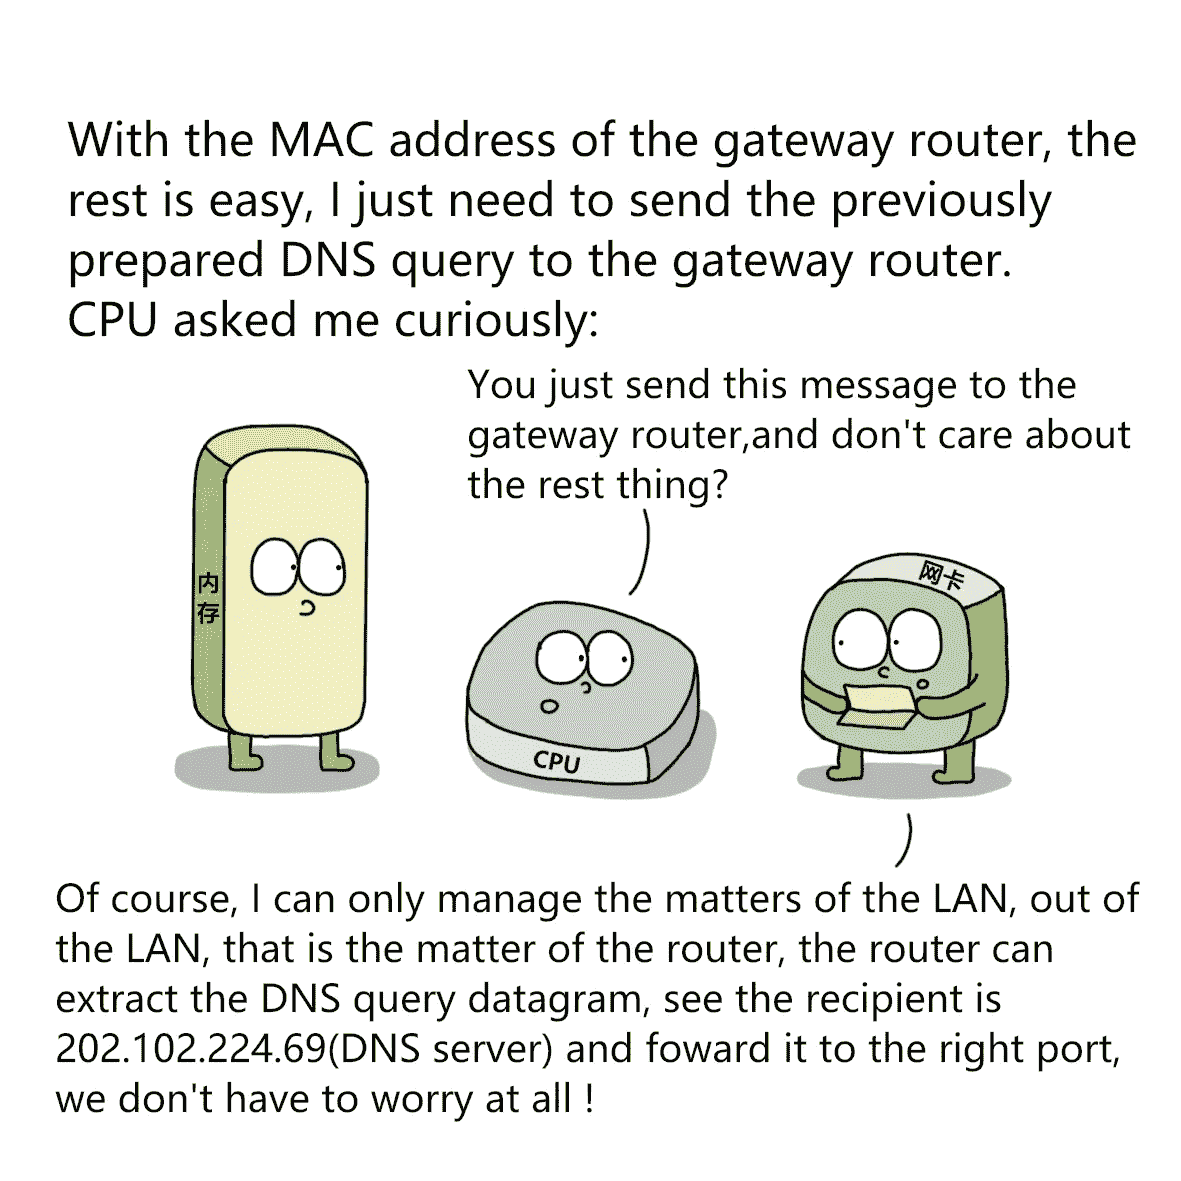 With the MAC address of the gateway router, the
rest is easy, I just need to send the previously
prepared DNS query to the gateway router.
CPU asked me curiously:
You just send this message to the
gateway router,and don't care about
the rest thing?
内
存
CPU
网卡
Of course, I can only manage the matters of the LAN, out of
the LAN, that is the matter of the router, the router can
extract the DNS query datagram, see the recipient is
202.102.224.69(DNS server) and foward it to the right port,
we don't have to worry at all !